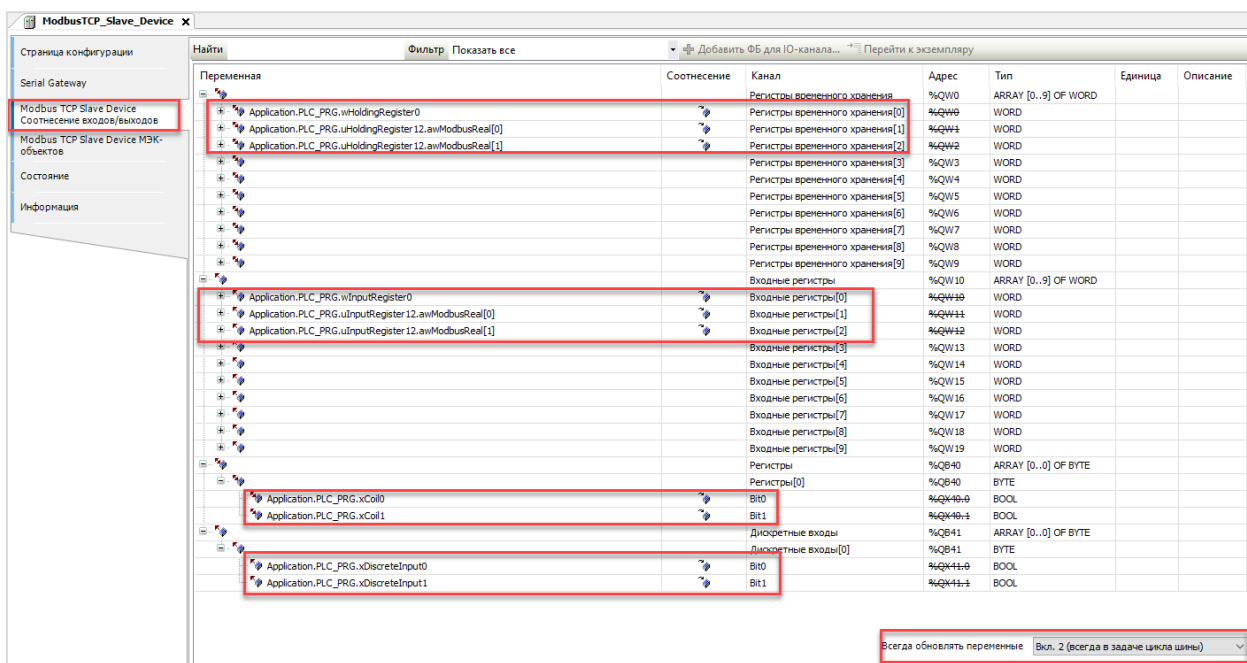 ModbusTCP_Slave_Device X
Страница конфигурации
Serial Gateway
Modbus TCP Slave Device
Соотнесение входов/выходов
Modbus TCP Slave Device МЭК-
объектов
Состояние
Информация
Найти Фильтр Показать все Добавить ФБ для IO-канала... Перейти к экземпляру
Переменная Соотнесение Канал Адрес Тип Единица Описание
Регистры временного хранения %QW0 ARRAY [0..9] OF WORD
Application.PLC_PRG.wHoldingRegister0 Регистры временного хранения[0] %QW0 WORD
Application.PLC_PRG.uHoldingRegister12.awModbusReal[0] Регистры временного хранения[1] %QW1 WORD
Application.PLC_PRG.uHoldingRegister12.awModbusReal[1] Регистры временного хранения[2] %QW2 WORD
Регистры временного хранения[3] %QW3 WORD
Регистры временного хранения[4] %QW4 WORD
Регистры временного хранения[5] %QW5 WORD
Регистры временного хранения[6] %QW6 WORD
Регистры временного хранения[7] %QW7 WORD
Регистры временного хранения[8] %QW8 WORD
Регистры временного хранения[9] %QW9 WORD
Входные регистры %QW10 ARRAY [0..9] OF WORD
Application.PLC_PRG.wInputRegister0 Входные регистры[0] %QW10 WORD
Application.PLC_PRG.uInputRegister12.awModbusReal[0] Входные регистры[1] %QW11 WORD
Application.PLC_PRG.uInputRegister12.awModbusReal[1] Входные регистры[2] %QW12 WORD
Входные регистры[3] %QW13 WORD
Входные регистры[4] %QW14 WORD
Входные регистры[5] %QW15 WORD
Входные регистры[6] %QW16 WORD
Входные регистры[7] %QW17 WORD
Входные регистры[8] %QW18 WORD
Входные регистры[9] %QW19 WORD
Регистры %QB40 ARRAY [0..0] OF BYTE
Регистры[0] %QB40 BYTE
Application.PLC_PRG.xCoil0 Bit0 %QX40.0 BOOL
Application.PLC_PRG.xCoil1 Bit1 %QX40.1 BOOL
Дискретные входы %QB41 ARRAY [0..0] OF BYTE
Дискретные входы[0] %QB41 BYTE
Application.PLC_PRG.xDiscreteInput0 Bit0 %QX41.0 BOOL
Application.PLC_PRG.xDiscreteInput1 Bit1 %QX41.1 BOOL
Всегда обновлять переменные Вкл. 2 (всегда в задаче цикла шины)